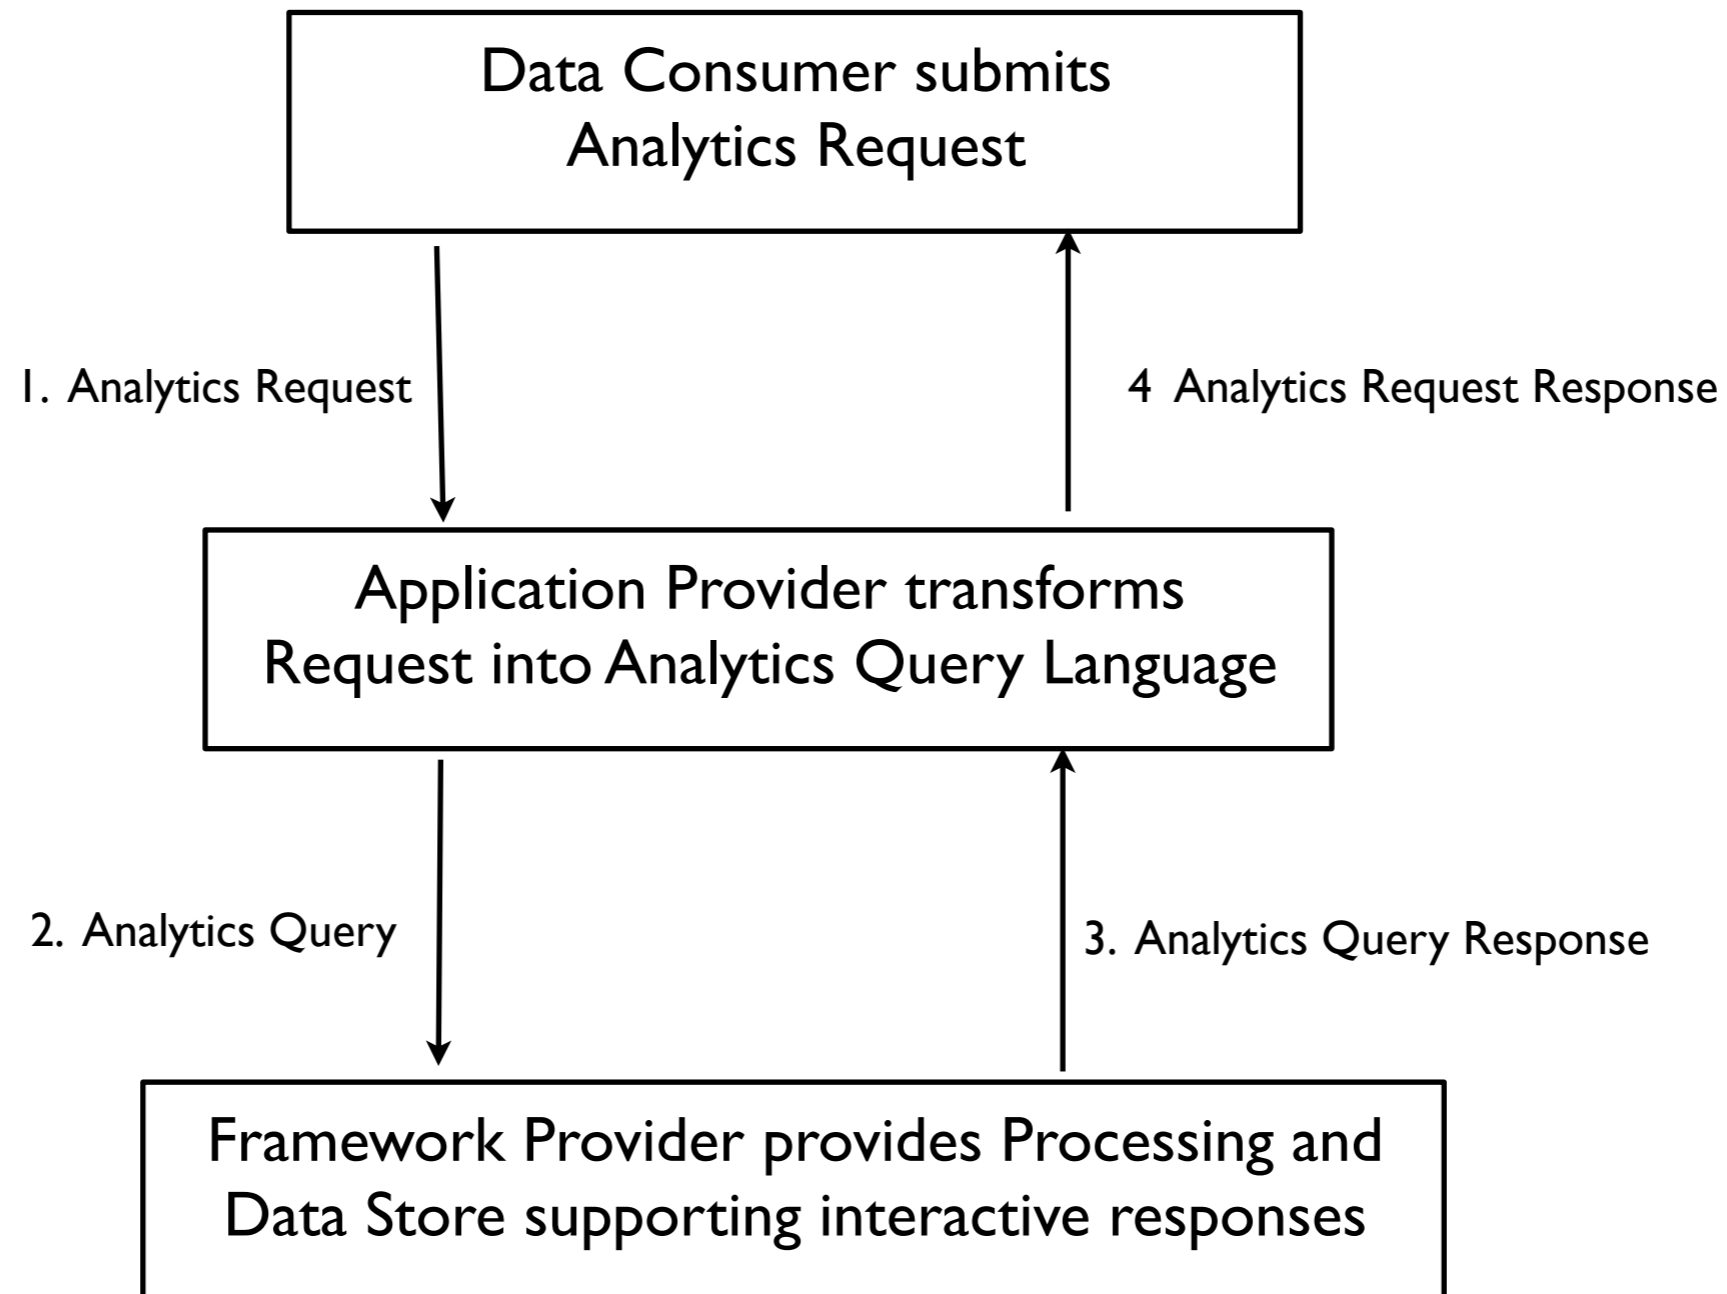 Data Consumer submits
Analytics Request
1. Analytics Request
4 Analytics Request Response
Application Provider transforms
Request into Analytics Query Language
2. Analytics Query
3. Analytics Query Response
Framework Provider provides Processing and
Data Store supporting interactive responses